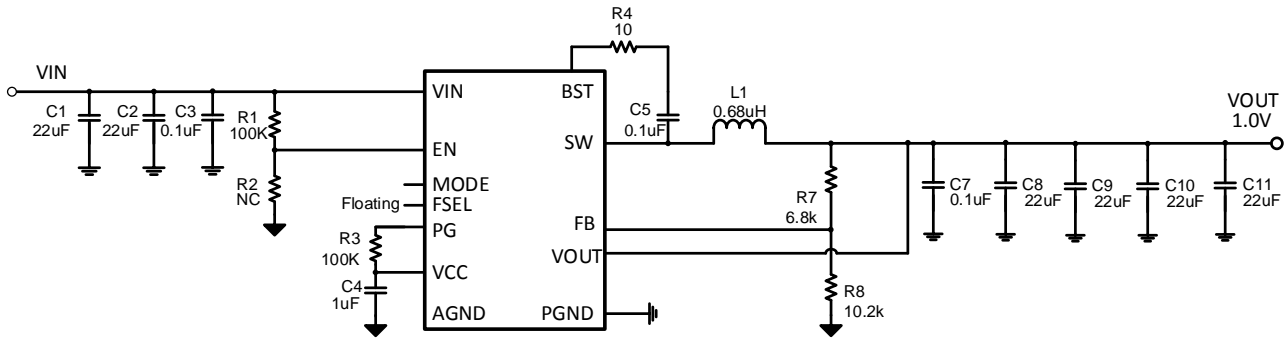 R4
10
VIN
VIN
BST
C1
22uF
C2
22uF
C3
0.1uF
R1
100K
C5
0.1uF
L1
0.68uH
VOUT
1.0V
EN
SW
R2
NC
MODE
Floating
FSEL
PG
R3
100K
VCC
C4
1uF
AGND
FB
VOUT
PGND
R7
6.8k
R8
10.2k
C7
0.1uF
C8
22uF
C9
22uF
C10
22uF
C11
22uF